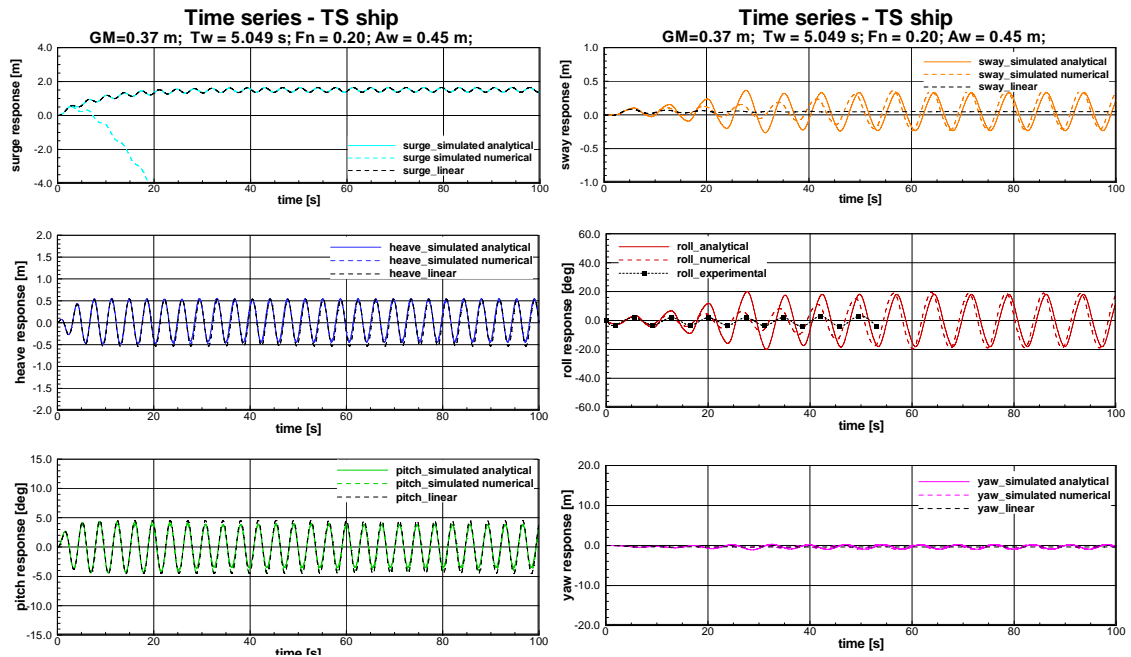 Time series - TS ship
GM=0.37 m; Tw = 5.049 s; Fn = 0.20; Aw = 0.45 m;
surge response [m]
4.0
2.0
0.0
-2.0
-4.0
surge_simulated analytical
surge simulated numerical
surge_linear
0
20
40
60
80
100
time [s]
heave response [m]
2.0
1.5
1.0
0.5
0.0
-0.5
-1.0
-1.5
-2.0
heave_simulated analytical
heave_simulated numerical
heave_linear
0
20
40
60
80
100
time [s]
pitch response [deg]
15.0
10.0
5.0
0.0
-5.0
-10.0
-15.0
pitch_simulated analytical
pitch_simulated numerical
pitch_linear
0
20
40
60
80
100
time [s]
Time series - TS ship
GM=0.37 m; Tw = 5.049 s; Fn = 0.20; Aw = 0.45 m;
sway response [m]
1.0
0.5
0.0
-0.5
-1.0
sway_simulated analytical
sway_simulated numerical
sway_linear
0
20
40
60
80
100
time [s]
roll response [deg]
60.0
40.0
20.0
0.0
-20.0
-40.0
-60.0
roll_analytical
roll_numerical
roll_experimental
0
20
40
60
80
100
time [s]
yaw response [m]
20.0
10.0
0.0
-10.0
-20.0
yaw_simulated analytical
yaw_simulated numerical
yaw_linear
0
20
40
60
80
100
time [s]